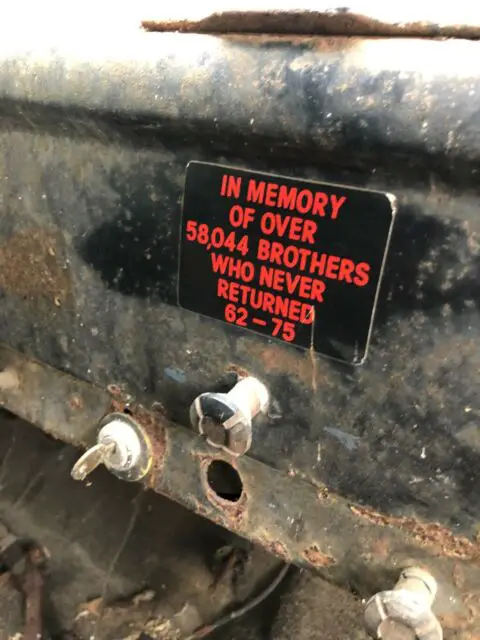 IN MEMORY
OF OVER
58,044 BROTHERS
WHO NEVER
RETURNED
62-75